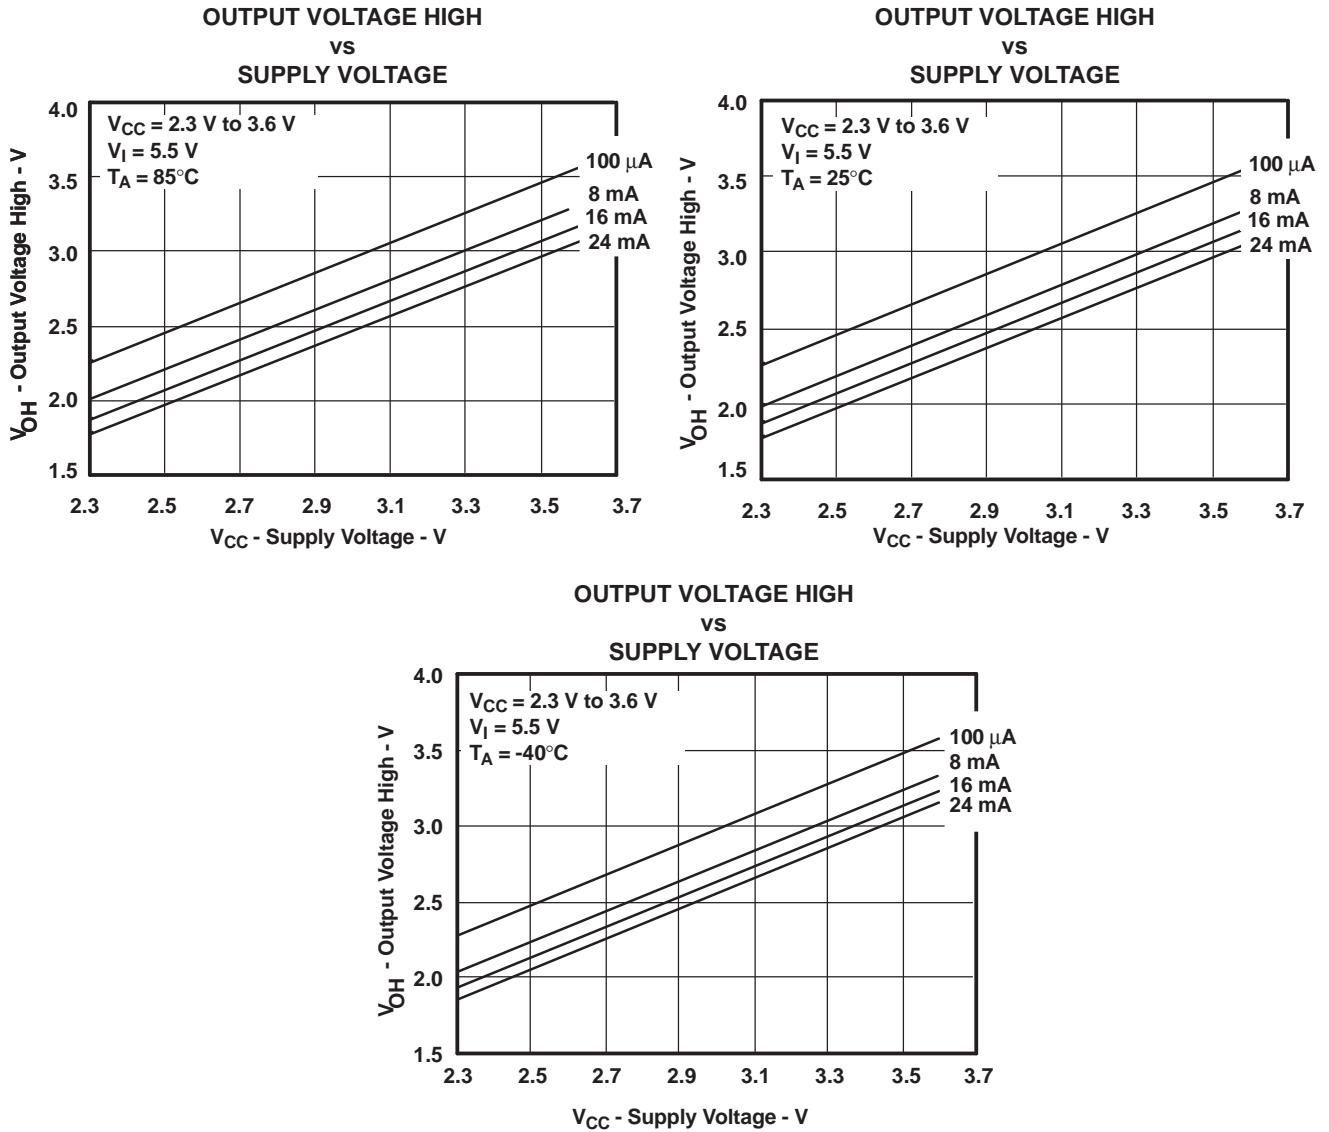 OUTPUT VOLTAGE HIGH
vs
SUPPLY VOLTAGE
4.0
3.5
3.0
2.5
2.0
1.5
V_OH - Output Voltage High - V
V_CC = 2.3 V to 3.6 V
V_I = 5.5 V
T_A = 85°C
100 μA
8 mA
16 mA
24 mA
2.3 2.5 2.7 2.9 3.1 3.3 3.5 3.7
V_CC - Supply Voltage - V
OUTPUT VOLTAGE HIGH
vs
SUPPLY VOLTAGE
4.0
3.5
3.0
2.5
2.0
1.5
V_OH - Output Voltage High - V
V_CC = 2.3 V to 3.6 V
V_I = 5.5 V
T_A = 25°C
100 μA
8 mA
16 mA
24 mA
2.3 2.5 2.7 2.9 3.1 3.3 3.5 3.7
V_CC - Supply Voltage - V
OUTPUT VOLTAGE HIGH
vs
SUPPLY VOLTAGE
4.0
3.5
3.0
2.5
2.0
1.5
V_OH - Output Voltage High - V
V_CC = 2.3 V to 3.6 V
V_I = 5.5 V
T_A = -40°C
100 μA
8 mA
16 mA
24 mA
2.3 2.5 2.7 2.9 3.1 3.3 3.5 3.7
V_CC - Supply Voltage - V